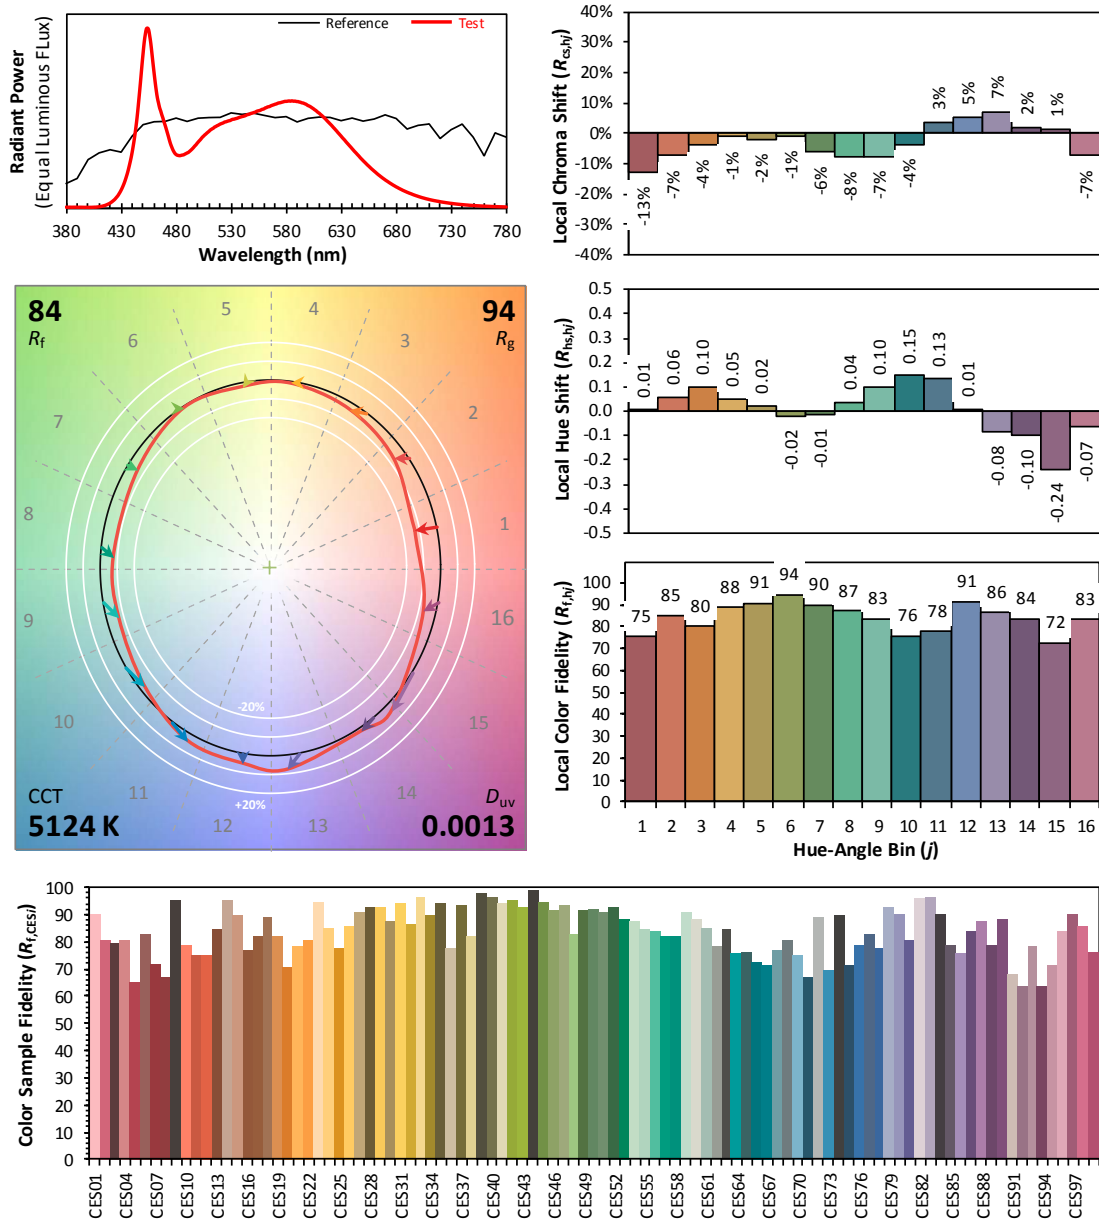 Reference
Test
Radiant Power
(Equal Luminous FLux)
380 430 480 530 580 630 680 730 780
Wavelength (nm)
Local Chroma Shift (Rcs,hj)
40%
30%
20%
10%
0%
-10%
-20%
-30%
-40%
-13% -7% -4% -1% -2% -1% -6% -8% -7% -4% 3% 5% 7% 2% 1% -7%
84
Rf
94
Rg
1 2 3 4 5 6 7 8 9 10 11 12 13 14 15 16
-20%
+20%
CCT
5124 K
Duv
0.0013
Local Hue Shift (Rhs,hj)
0.5
0.4
0.3
0.2
0.1
0.0
-0.1
-0.2
-0.3
-0.4
-0.5
0.01 0.06 0.10 0.05 0.02 -0.02 -0.01 0.04 0.10 0.15 0.13 0.01 -0.08 -0.10 -0.24 -0.07
Local Color Fidelity (Rf,hj)
100
90
80
70
60
50
40
30
20
10
0
75 85 80 88 91 94 90 87 83 76 78 91 86 84 72 83
1 2 3 4 5 6 7 8 9 10 11 12 13 14 15 16
Hue-Angle Bin (j)
Color Sample Fidelity (Rf,CESi)
100
90
80
70
60
50
40
30
20
10
0
CES01 CES04 CES07 CES10 CES13 CES16 CES19 CES22 CES25 CES28 CES31 CES34 CES37 CES40 CES43 CES46 CES49 CES52 CES55 CES58 CES61 CES64 CES67 CES70 CES73 CES76 CES79 CES82 CES85 CES88 CES91 CES94 CES97